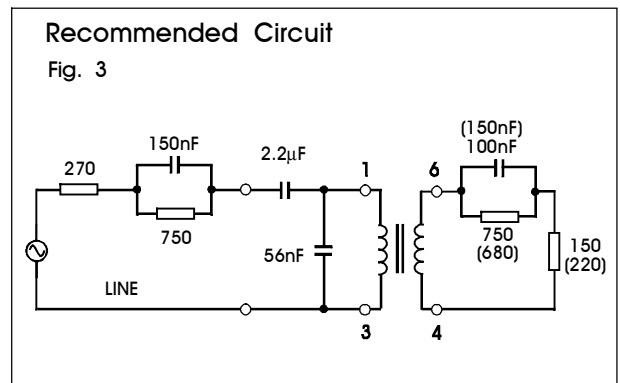 Recommended Circuit
Fig. 3
150nF
270
750
2.2µF
56nF
LINE
1
3
6
4
(150nF)
100nF
750
(680)
150
(220)